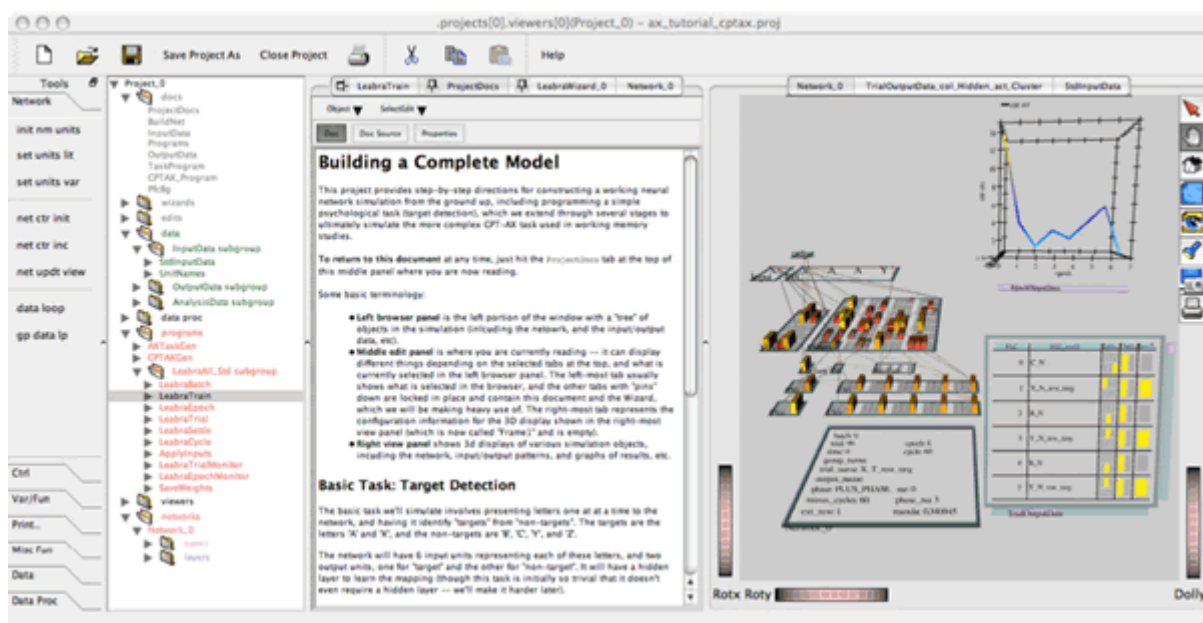 .projects[0].viewers[0](Project_0) - ax_tutorial_cptax.proj
Save Project As Close Project Help
Tools
Network
init nm units
set units lit
set units var
net ctr init
net ctr inc
net updt view
data loop
gp data lp
Ctrl
Var/Fun
Print..
Misc Fun
Data
Data Proc
Project_0
docs
ProjectDocs
BuildNet
InputData
Programs
OutputData
TaskProgram
CPTAX_Program
PfcBg
wizards
edits
data
InputData subgroup
StdInputData
UnitNames
OutputData subgroup
AnalysisData subgroup
data proc
programs
AXTaskGen
CPTAXGen
LeabraAll_Std subgroup
LeabraBatch
LeabraTrain
LeabraEpoch
LeabraTrial
LeabraSettle
LeabraCycle
ApplyInputs
LeabraTrialMonitor
LeabraEpochMonitor
SaveWeights
viewers
networks
Network_0
layers
LeabraTrain ProjectDocs LeabraWizard_0 Network_0
Object SelectEdit
Doc Doc Source Properties
Building a Complete Model
This project provides step-by-step directions for constructing a working neural
network simulation from the ground up, including programming a simple
psychological task (target detection), which we extend through several stages to
ultimately simulate the more complex CPT-AX task used in working memory
studies.
To return to this document at any time, just hit the ProjectDocs tab at the top of
this middle panel where you are now reading.
Some basic terminology:
• Left browser panel is the left portion of the window with a "tree" of
objects in the simulation (inlcuding the netowrk, and the input/output
data, etc).
• Middle edit panel is where you are currently reading -- it can display
different things depending on the selected tabs at the top, and what is
currently selected in the browser. The left-most tab usually
shows what is selected in the browser, and the other tabs with "pins"
down are locked in place and contain this document and the Wizard,
which we will be making heavy use of. The right-most tab represents the
configuration information for the 3D display shown in the right-most
view panel (which is now called "Frame1" and is empty).
• Right view panel shows 3d displays of various simulation objects,
incuding the network, input/output patterns, and graphs of results, etc.
Basic Task: Target Detection
The basic task we'll simulate involves presenting letters one at at a time to the
network, and having it identify "targets" from "non-targets". The targets are the
letters 'A' and 'X', and the non-targets are 'B', 'C', 'Y', and 'Z'.
The network will have 6 input units representing each of these letters, and two
output units, one for "target" and the other for "non-target". It will have a hidden
layer to learn the mapping (though this task is initially so trivial that it doesn't
even require a hidden layer -- we'll make it harder later).
Network_0 TrialOutputData_col_Hidden_act_Cluster StdInputData
Network_0
Rotx Roty Dolly